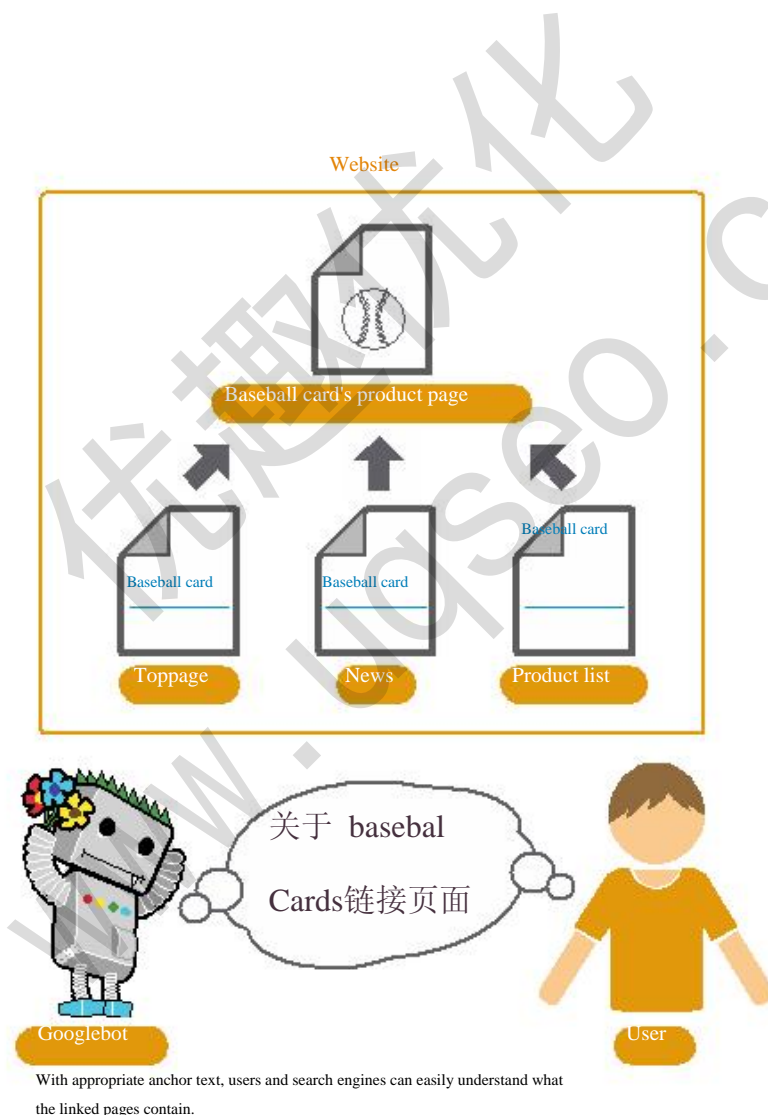 Website
Baseball card's product page
Baseball card
Baseball card
Baseball card
Toppage
News
Product list
关于 basebal
Cards链接页面
Googlebot
User
With appropriate anchor text, users and search engines can easily understand what
the linked pages contain.
优趣优化
www.uqseo.c